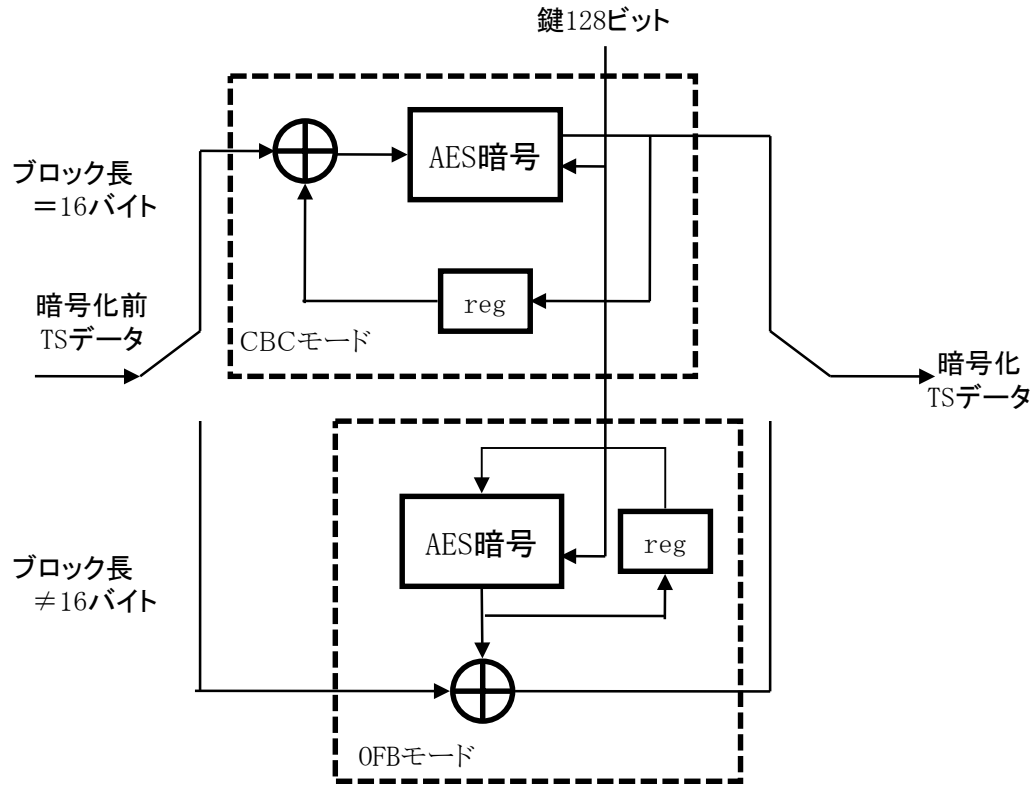 鍵128ビット
AES暗号
ブロック長
＝16バイト
reg
暗号化前
TSデータ
CBCモード
暗号化
TSデータ
AES暗号
reg
ブロック長
≠16バイト
OFBモード